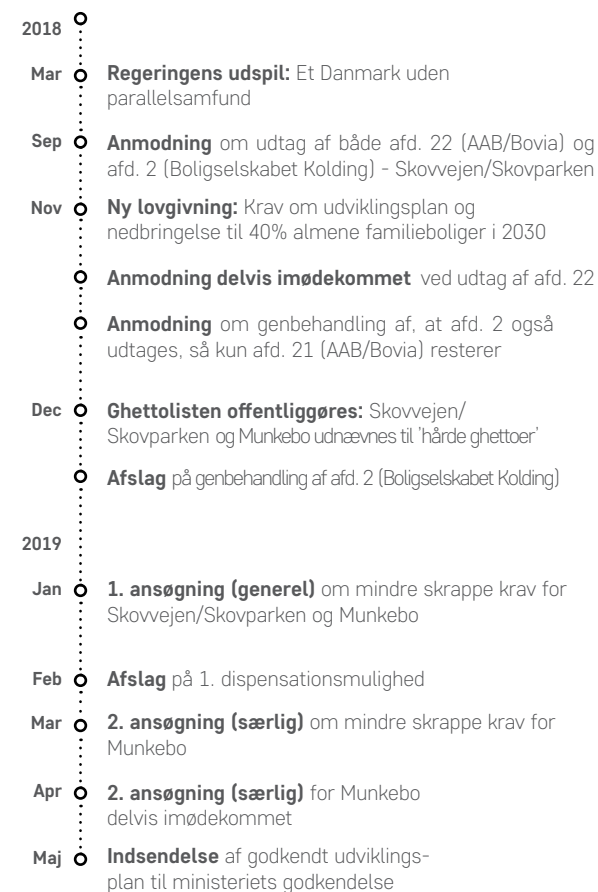 2018
Mar Regeringens udspil: Et Danmark uden
parallelsamfund
Sep Anmodning om udtag af både afd. 22 (AAB/Bovia) og
afd. 2 (Boligselskabet Kolding) - Skovvejen/Skovparken
Nov Ny lovgivning: Krav om udviklingsplan og
nedbringelse til 40% almene familieboliger i 2030
Anmodning delvis imødekommet ved udtag af afd. 22
Anmodning om genbehandling af, at afd. 2 også
udtages, så kun afd. 21 (AAB/Bovia) resterer
Dec Ghettolisten offentliggøres: Skovvejen/
Skovparken og Munkebo udnævnes til 'hårde ghettoer'
Afslag på genbehandling af afd. 2 (Boligselskabet Kolding)
2019
Jan 1. ansøgning (generel) om mindre skrappe krav for
Skovvejen/Skovparken og Munkebo
Feb Afslag på 1. dispensationsmulighed
Mar 2. ansøgning (særlig) om mindre skrappe krav for
Munkebo
Apr 2. ansøgning (særlig) for Munkebo
delvis imødekommet
Maj Indsendelse af godkendt udviklings-
plan til ministeriets godkendelse